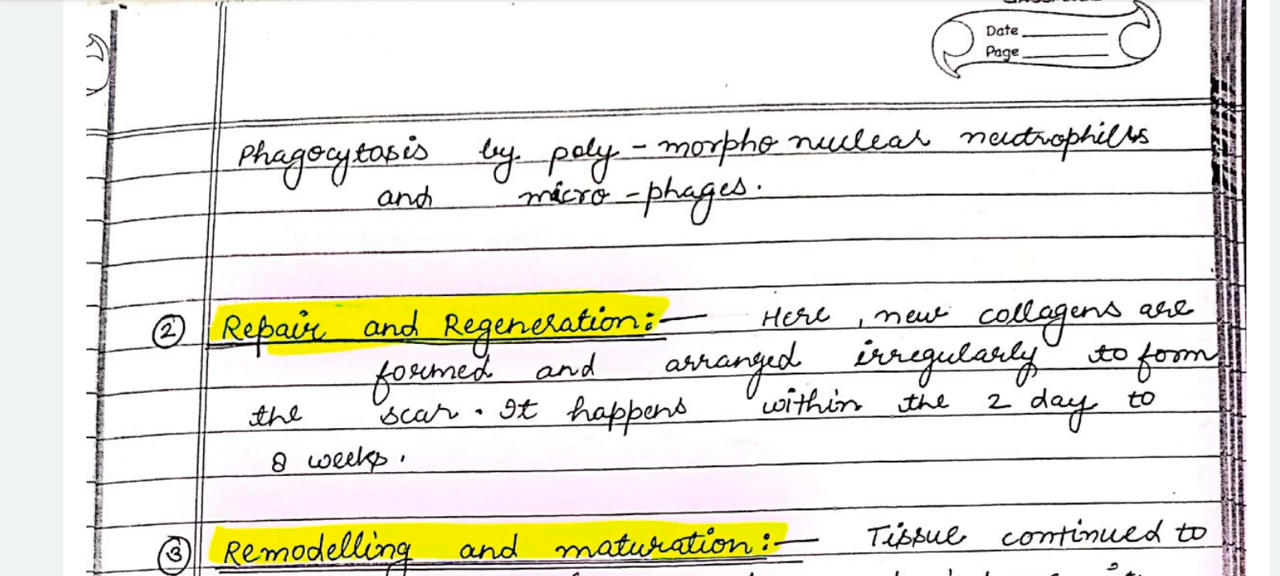 Date
Page
Phagocytosis by poly-morpho nuclear neutrophills
and micro-phages.
② Repair and Regeneration:— Here, new collagens are
formed and arranged irregularly to form
the scar. It happens within the 2 day to
8 weeks.
③ Remodelling and maturation:— Tissue continued to